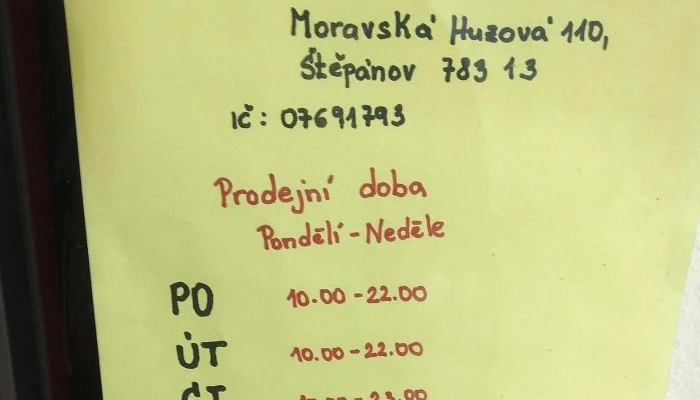 Moravská Huzová 110,
Štěpánov 783 13
IČ: 07691793
Prodejní doba
Pondělí-Neděle
PO 10.00-22.00
ÚT 10.00-22.00